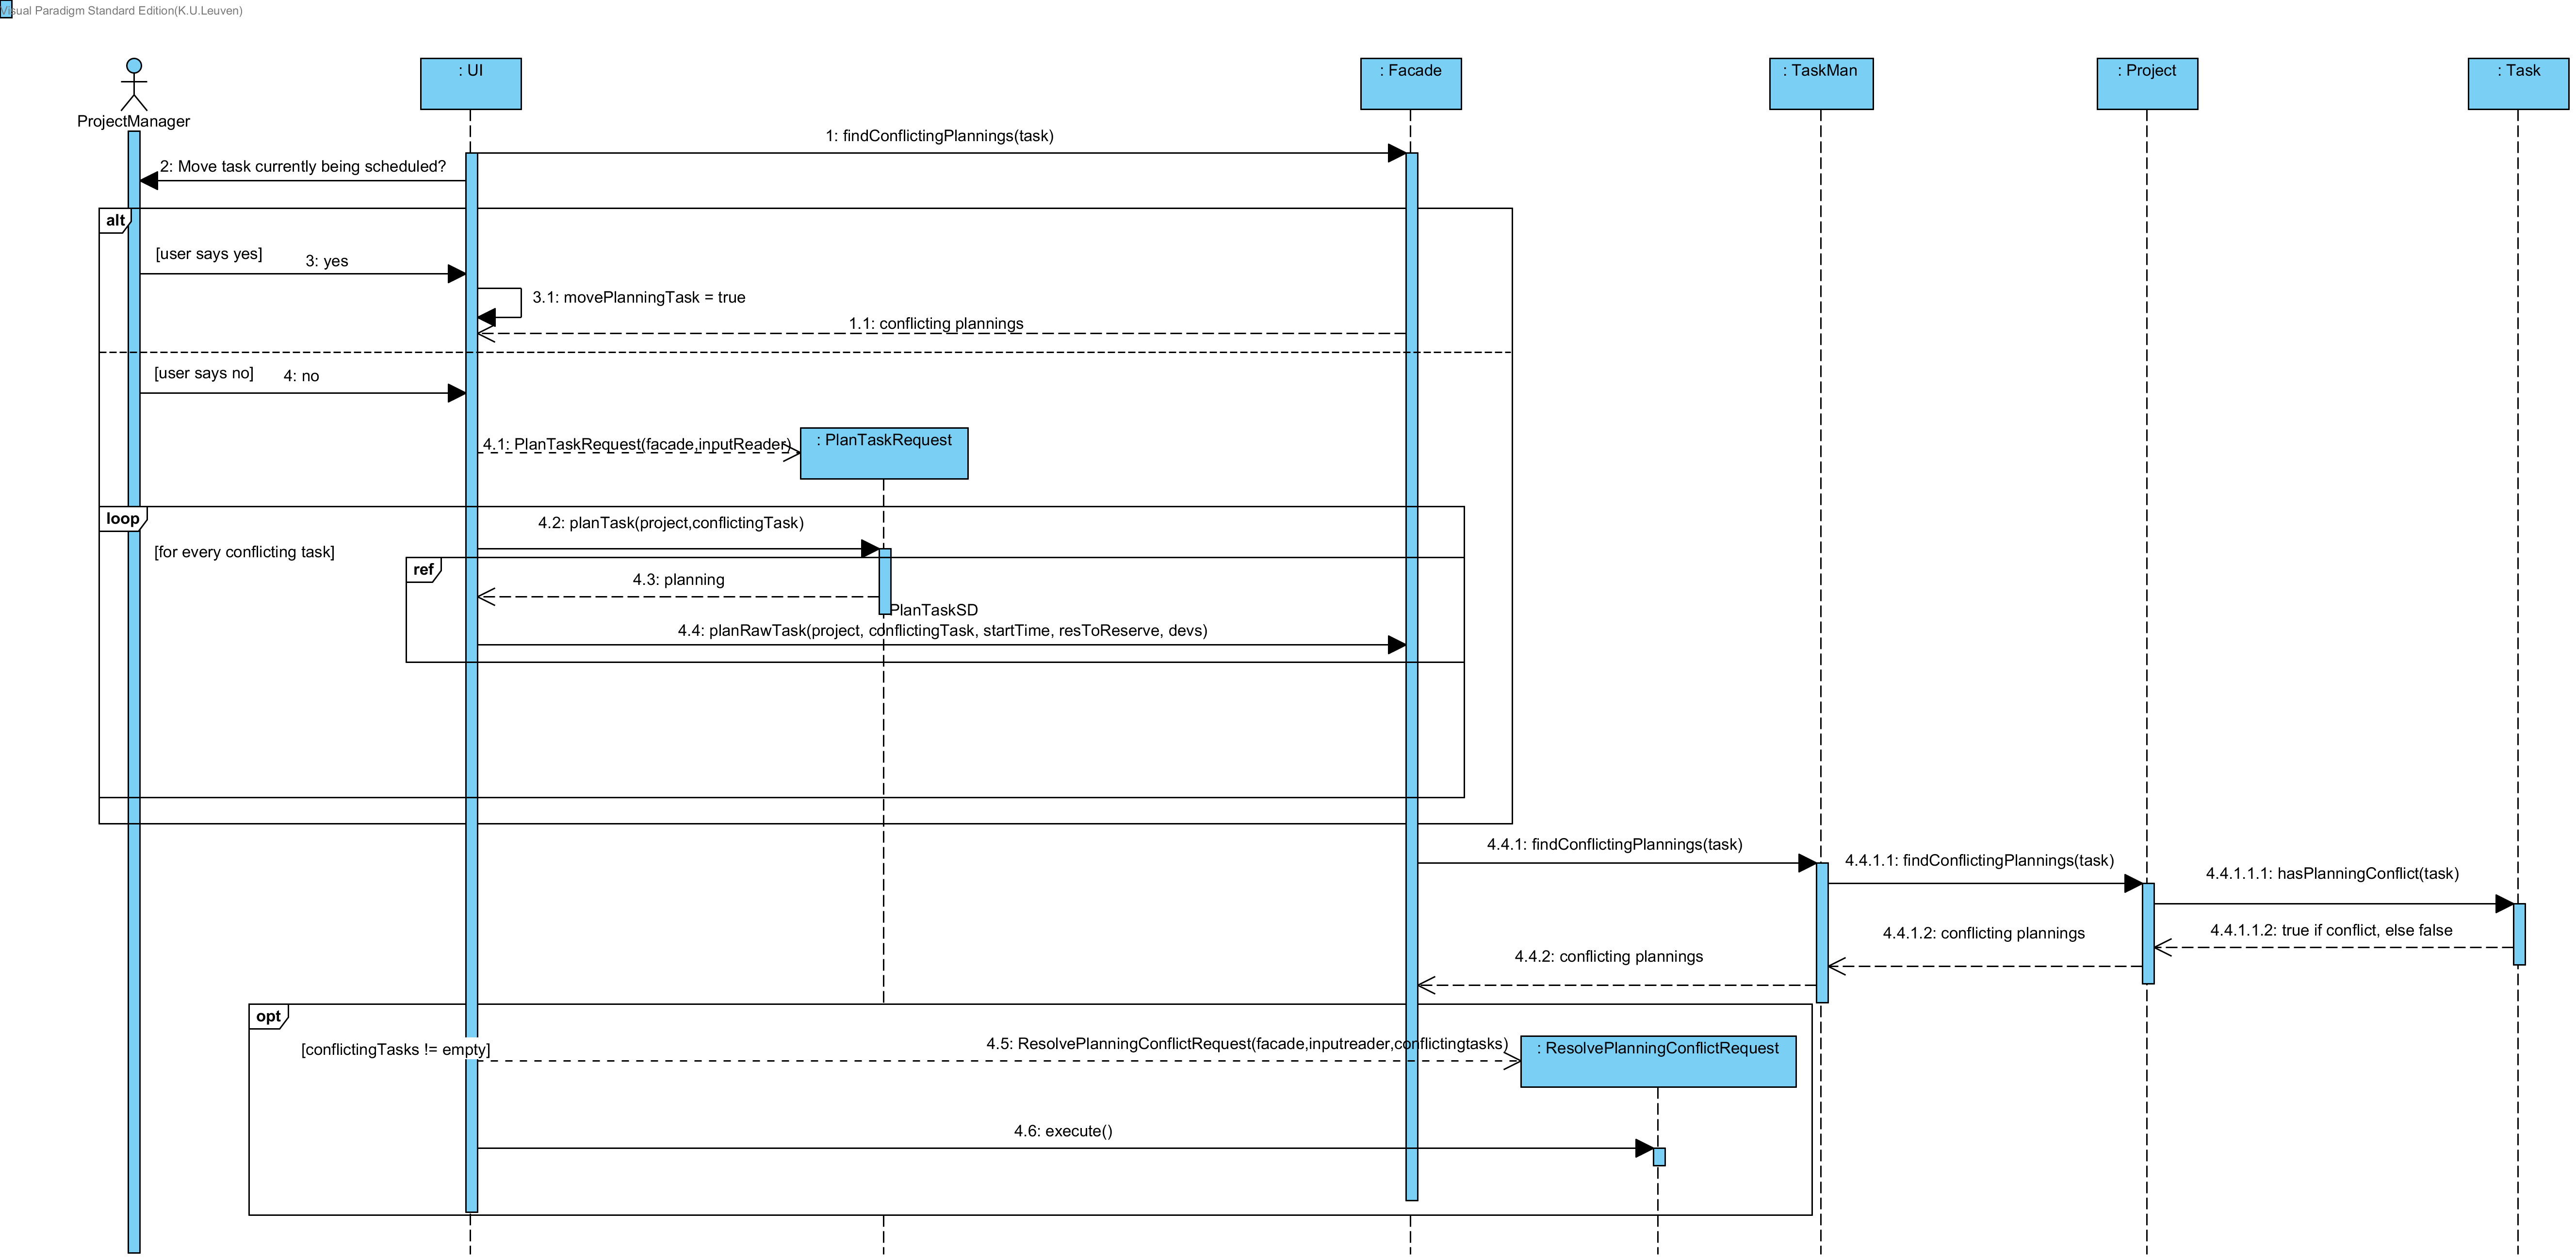 Visual Paradigm Standard Edition(K.U.Leuven)
: UI
: Facade
: TaskMan
: Project
: Task
ProjectManager
1: findConflictingPlannings(task)
2: Move task currently being scheduled?
alt
[user says yes]
3: yes
3.1: movePlanningTask = true
1.1: conflicting plannings
[user says no]
4: no
4.1: PlanTaskRequest(facade,inputReader)
: PlanTaskRequest
loop
4.2: planTask(project,conflictingTask)
[for every conflicting task]
ref
4.3: planning
PlanTaskSD
4.4: planRawTask(project, conflictingTask, startTime, resToReserve, devs)
4.4.1: findConflictingPlannings(task)
4.4.1.1: findConflictingPlannings(task)
4.4.1.1.1: hasPlanningConflict(task)
4.4.1.1.2: true if conflict, else false
4.4.1.2: conflicting plannings
4.4.2: conflicting plannings
opt
[conflictingTasks != empty]
4.5: ResolvePlanningConflictRequest(facade,inputreader,conflictingtasks)
: ResolvePlanningConflictRequest
4.6: execute()